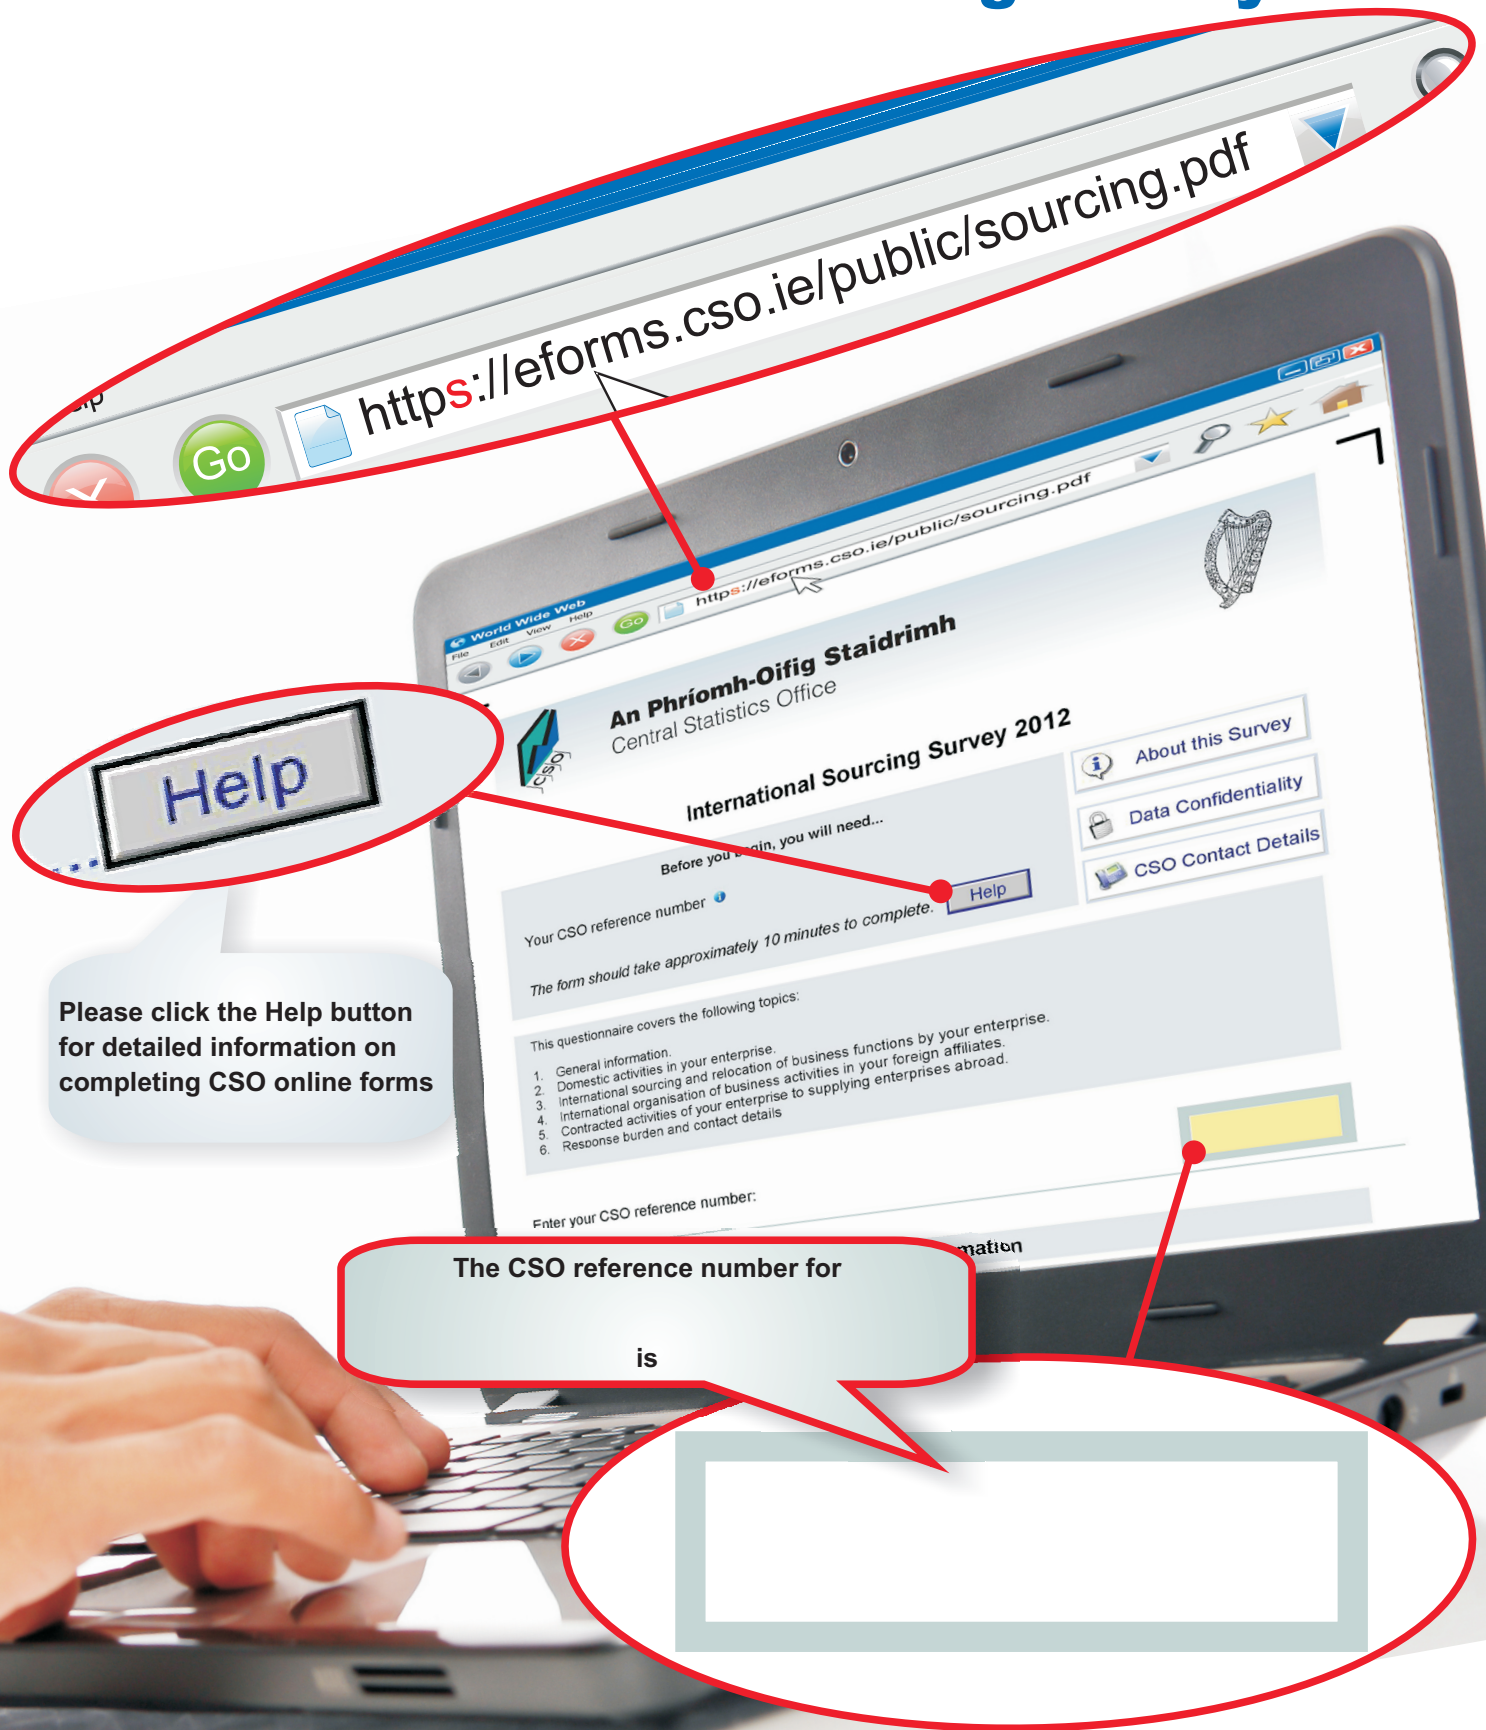 https://eforms.cso.ie/public/sourcing.pdf
Go
World Wide Web
File Edit View Help
Go
https://eforms.cso.ie/public/sourcing.pdf
An Phríomh-Oifig Staidrimh
Central Statistics Office
CSO
International Sourcing Survey 2012
About this Survey
Data Confidentiality
CSO Contact Details
Before you begin, you will need...
Your CSO reference number
The form should take approximately 10 minutes to complete.
Help
Help
Please click the Help button
for detailed information on
completing CSO online forms
This questionnaire covers the following topics:
1. General information.
2. Domestic activities in your enterprise.
3. International sourcing and relocation of business functions by your enterprise.
4. International organisation of business activities in your foreign affiliates.
5. Contracted activities of your enterprise to supplying enterprises abroad.
6. Response burden and contact details
Enter your CSO reference number:
The CSO reference number for
is